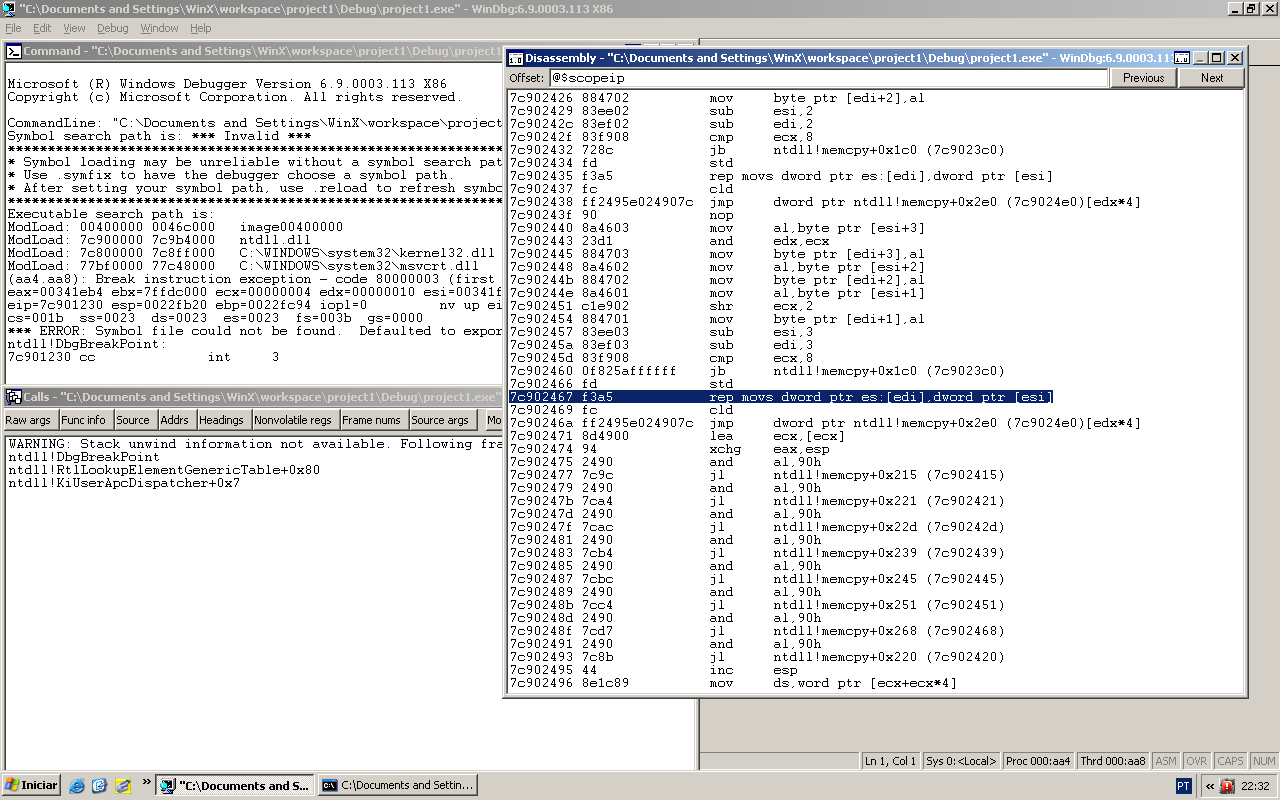 "C:\Documents and Settings\WinX\workspace\project1\Debug\project1.exe" - WinDbg:6.9.0003.113 X86
File Edit View Debug Window Help
Command - "C:\Documents and Settings\WinX\workspace\project1\Debug\project1.exe"
Microsoft (R) Windows Debugger Version 6.9.0003.113 X86
Copyright (c) Microsoft Corporation. All rights reserved.
CommandLine: "C:\Documents and Settings\WinX\workspace\project
Symbol search path is: *** Invalid ***
****************************************************************
* Symbol loading may be unreliable without a symbol search pat
* Use .symfix to have the debugger choose a symbol path.
* After setting your symbol path, use .reload to refresh symbo
****************************************************************
Executable search path is:
ModLoad: 00400000 0046c000   image00400000
ModLoad: 7c900000 7c9b4000   ntdll.dll
ModLoad: 7c800000 7c8ff000   C:\WINDOWS\system32\kernel32.dll
ModLoad: 77bf0000 77c48000   C:\WINDOWS\system32\msvcrt.dll
(aa4.aa8): Break instruction exception - code 80000003 (first
eax=00341eb4 ebx=7ffdc000 ecx=00000004 edx=00000010 esi=00341f
eip=7c901230 esp=0022fb20 ebp=0022fc94 iopl=0         nv up ei
cs=001b  ss=0023  ds=0023  es=0023  fs=003b  gs=0000
*** ERROR: Symbol file could not be found.  Defaulted to expor
ntdll!DbgBreakPoint:
7c901230 cc              int     3
Calls - "C:\Documents and Settings\WinX\workspace\project1\Debug\project1.exe"
Raw args Func info Source Addrs Headings Nonvolatile regs Frame nums Source args Mo
WARNING: Stack unwind information not available. Following fra
ntdll!DbgBreakPoint
ntdll!RtlLookupElementGenericTable+0x80
ntdll!KiUserApcDispatcher+0x7
Disassembly - "C:\Documents and Settings\WinX\workspace\project1\Debug\project1.exe" - WinDbg:6.9.0003.11
Offset: @$scopeip Previous Next
7c902426 884702          mov     byte ptr [edi+2],al
7c902429 83ee02          sub     esi,2
7c90242c 83ef02          sub     edi,2
7c90242f 83f908          cmp     ecx,8
7c902432 728c            jb      ntdll!memcpy+0x1c0 (7c9023c0)
7c902434 fd              std
7c902435 f3a5            rep movs dword ptr es:[edi],dword ptr [esi]
7c902437 fc              cld
7c902438 ff2495e024907c  jmp     dword ptr ntdll!memcpy+0x2e0 (7c9024e0)[edx*4]
7c90243f 90              nop
7c902440 8a4603          mov     al,byte ptr [esi+3]
7c902443 23d1            and     edx,ecx
7c902445 884703          mov     byte ptr [edi+3],al
7c902448 8a4602          mov     al,byte ptr [esi+2]
7c90244b 884702          mov     byte ptr [edi+2],al
7c90244e 8a4601          mov     al,byte ptr [esi+1]
7c902451 c1e902          shr     ecx,2
7c902454 884701          mov     byte ptr [edi+1],al
7c902457 83ee03          sub     esi,3
7c90245a 83ef03          sub     edi,3
7c90245d 83f908          cmp     ecx,8
7c902460 0f825affffff    jb      ntdll!memcpy+0x1c0 (7c9023c0)
7c902466 fd              std
7c902467 f3a5            rep movs dword ptr es:[edi],dword ptr [esi]
7c902469 fc              cld
7c90246a ff2495e024907c  jmp     dword ptr ntdll!memcpy+0x2e0 (7c9024e0)[edx*4]
7c902471 8d4900          lea     ecx,[ecx]
7c902474 94              xchg    eax,esp
7c902475 2490            and     al,90h
7c902477 7c9c            jl      ntdll!memcpy+0x215 (7c902415)
7c902479 2490            and     al,90h
7c90247b 7ca4            jl      ntdll!memcpy+0x221 (7c902421)
7c90247d 2490            and     al,90h
7c90247f 7cac            jl      ntdll!memcpy+0x22d (7c90242d)
7c902481 2490            and     al,90h
7c902483 7cb4            jl      ntdll!memcpy+0x239 (7c902439)
7c902485 2490            and     al,90h
7c902487 7cbc            jl      ntdll!memcpy+0x245 (7c902445)
7c902489 2490            and     al,90h
7c90248b 7cc4            jl      ntdll!memcpy+0x251 (7c902451)
7c90248d 2490            and     al,90h
7c90248f 7cd7            jl      ntdll!memcpy+0x268 (7c902468)
7c902491 2490            and     al,90h
7c902493 7c8b            jl      ntdll!memcpy+0x220 (7c902420)
7c902495 44              inc     esp
7c902496 8e1c89          mov     ds,word ptr [ecx+ecx*4]
Ln 1, Col 1 Sys 0:<Local> Proc 000:aa4 Thrd 000:aa8 ASM OVR CAPS NUM
Iniciar » "C:\Documents and S... C:\Documents and Settin... PT « 22:32